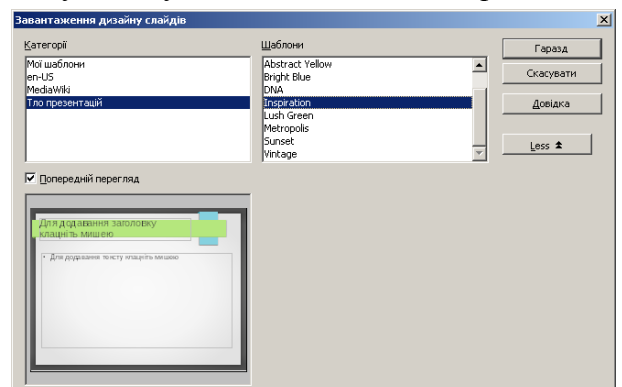 Завантаження дизайну слайдів
Категорії
Мої шаблони
en-US
MediaWiki
Тло презентацій
Шаблони
Abstract Yellow
Bright Blue
DNA
Inspiration
Lush Green
Metropolis
Sunset
Vintage
Гаразд
Скасувати
Довідка
Less
Попередній перегляд
Для додавання заголовку
клацніть мишею
• Для додавання тексту клацніть мишею